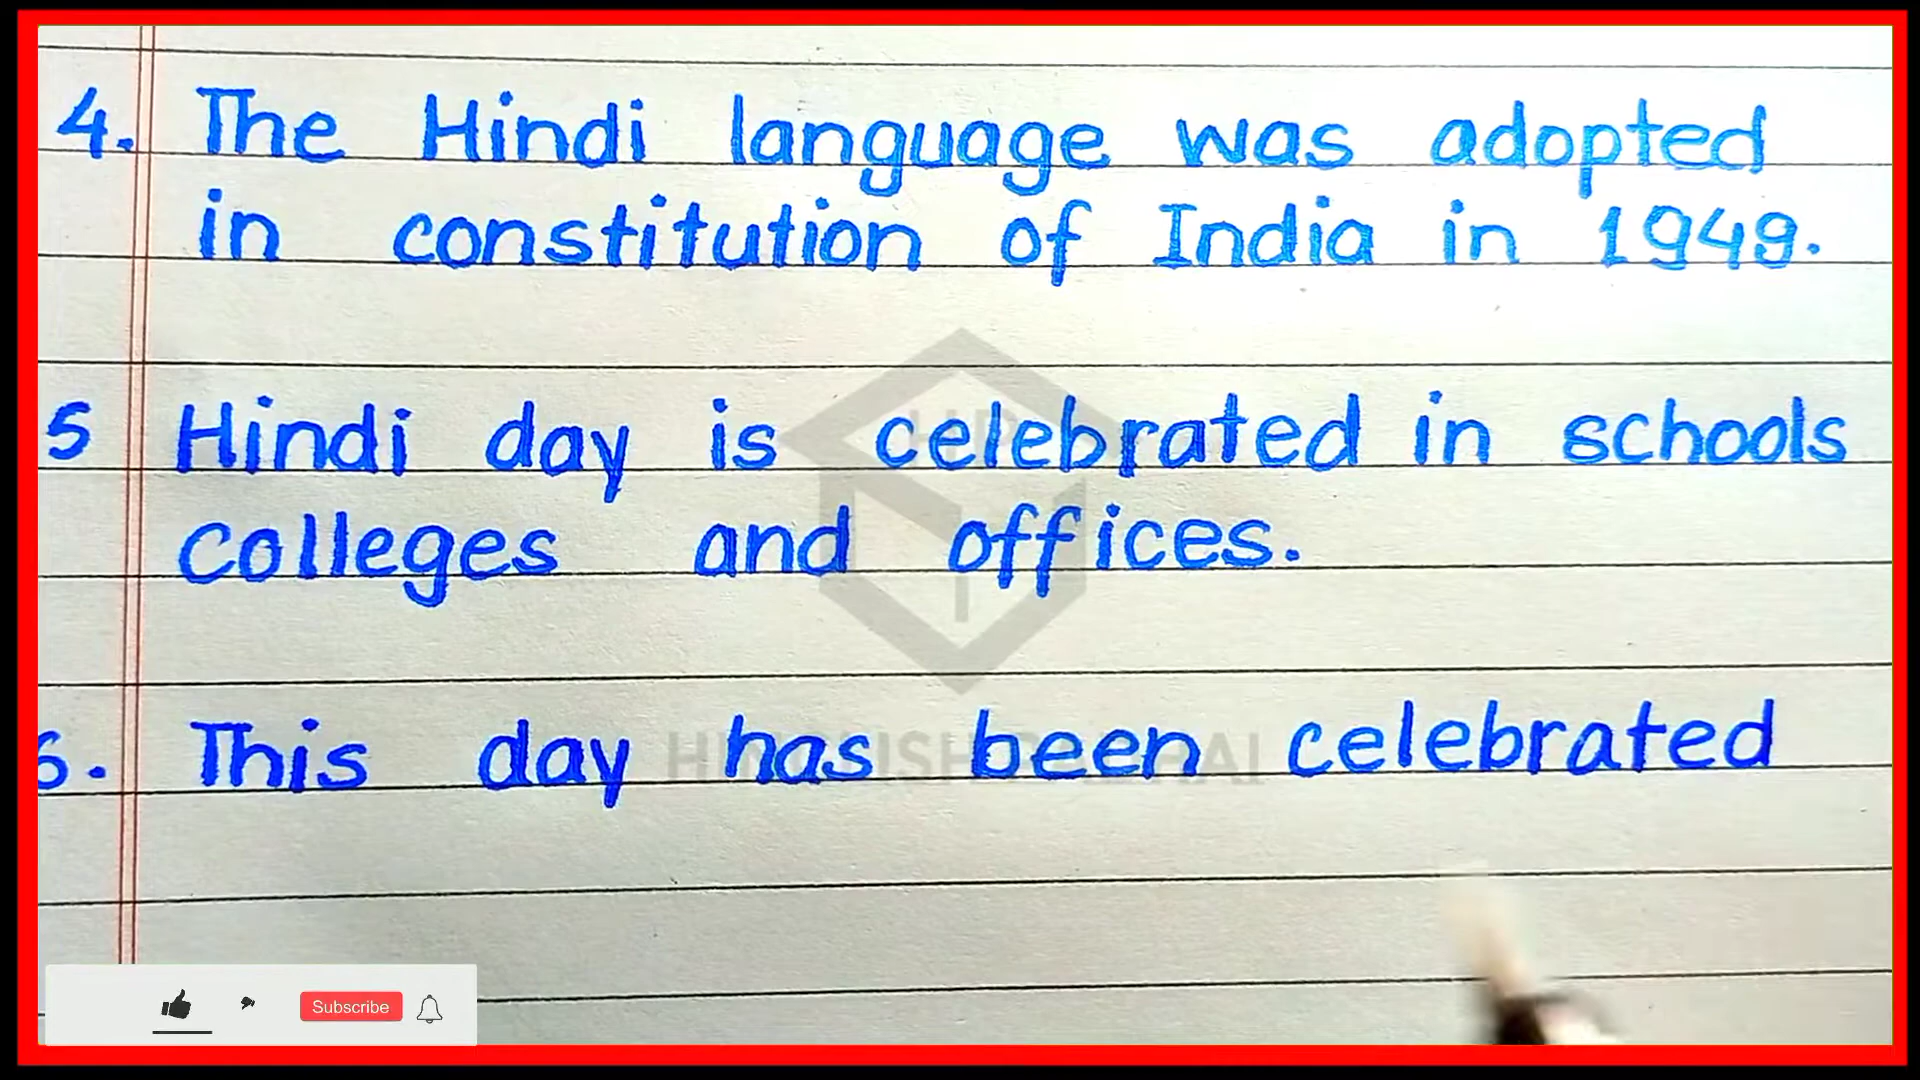 4. The Hindi language was adopted
in constitution of India in 1949.
5 Hindi day is celebrated in schools
colleges and offices.
6. This day has been celebrated
Subscribe